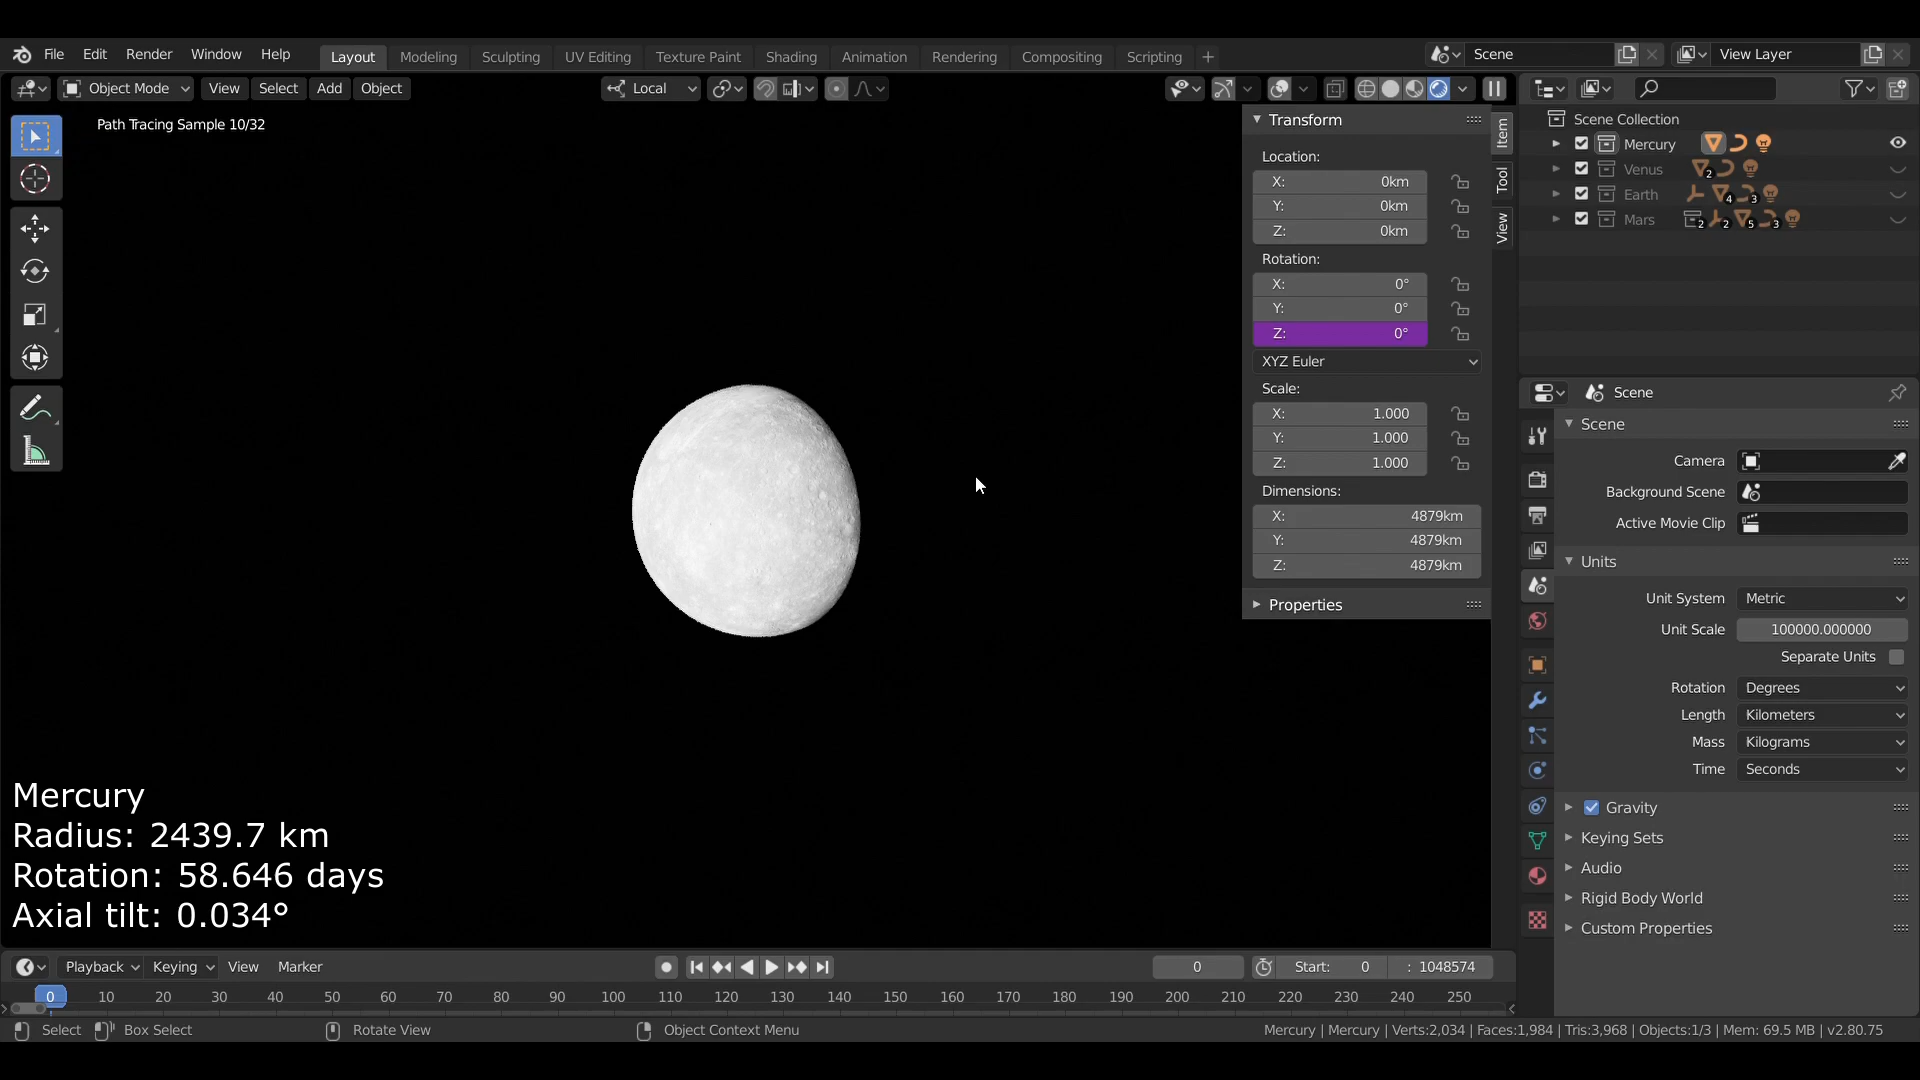 File Edit Render Window Help Layout Modeling Sculpting UV Editing Texture Paint Shading Animation Rendering Compositing Scripting + Scene View Layer
Object Mode View Select Add Object Local
Path Tracing Sample 10/32
Transform
Location:
X: 0km
Y: 0km
Z: 0km
Rotation:
X: 0°
Y: 0°
Z: 0°
XYZ Euler
Scale:
X: 1.000
Y: 1.000
Z: 1.000
Dimensions:
X: 4879km
Y: 4879km
Z: 4879km
Properties
Item
Tool
View
Scene Collection
Mercury
Venus 2
Earth 4 3
Mars 2 2 5 3
Scene
Scene
Camera
Background Scene
Active Movie Clip
Units
Unit System Metric
Unit Scale 100000.000000
Separate Units
Rotation Degrees
Length Kilometers
Mass Kilograms
Time Seconds
Gravity
Keying Sets
Audio
Rigid Body World
Custom Properties
Mercury
Radius: 2439.7 km
Rotation: 58.646 days
Axial tilt: 0.034°
Playback Keying View Marker 0 Start: 0 : 1048574
0 10 20 30 40 50 60 70 80 90 100 110 120 130 140 150 160 170 180 190 200 210 220 230 240 250
Select Box Select Rotate View Object Context Menu Mercury | Mercury | Verts:2,034 | Faces:1,984 | Tris:3,968 | Objects:1/3 | Mem: 69.5 MB | v2.80.75